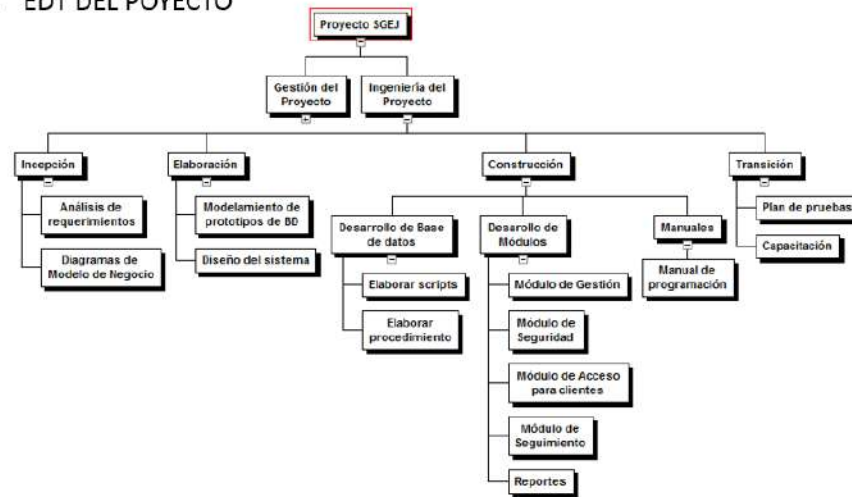 EDT DEL POYECTO
Proyecto SGEJ
Gestión del
Proyecto
Ingeniería del
Proyecto
Incepción
Elaboración
Construcción
Transición
Análisis de
requerimientos
Diagramas de
Modelo de Negocio
Modelamiento de
prototipos de BD
Diseño del sistema
Desarrollo de Base
de datos
Elaborar scripts
Elaborar
procedimiento
Desarollo de
Módulos
Módulo de Gestión
Módulo de
Seguridad
Módulo de Acceso
para clientes
Módulo de
Seguimiento
Reportes
Manuales
Manual de
programación
Plan de pruebas
Capacitación